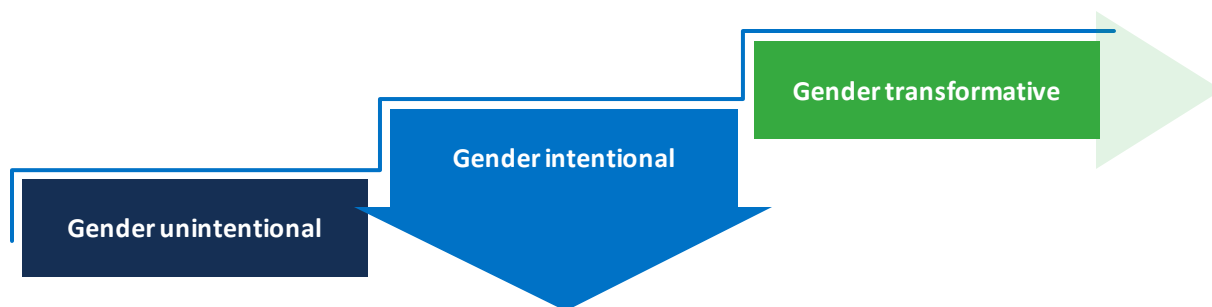 Gender unintentional
Gender intentional
Gender transformative